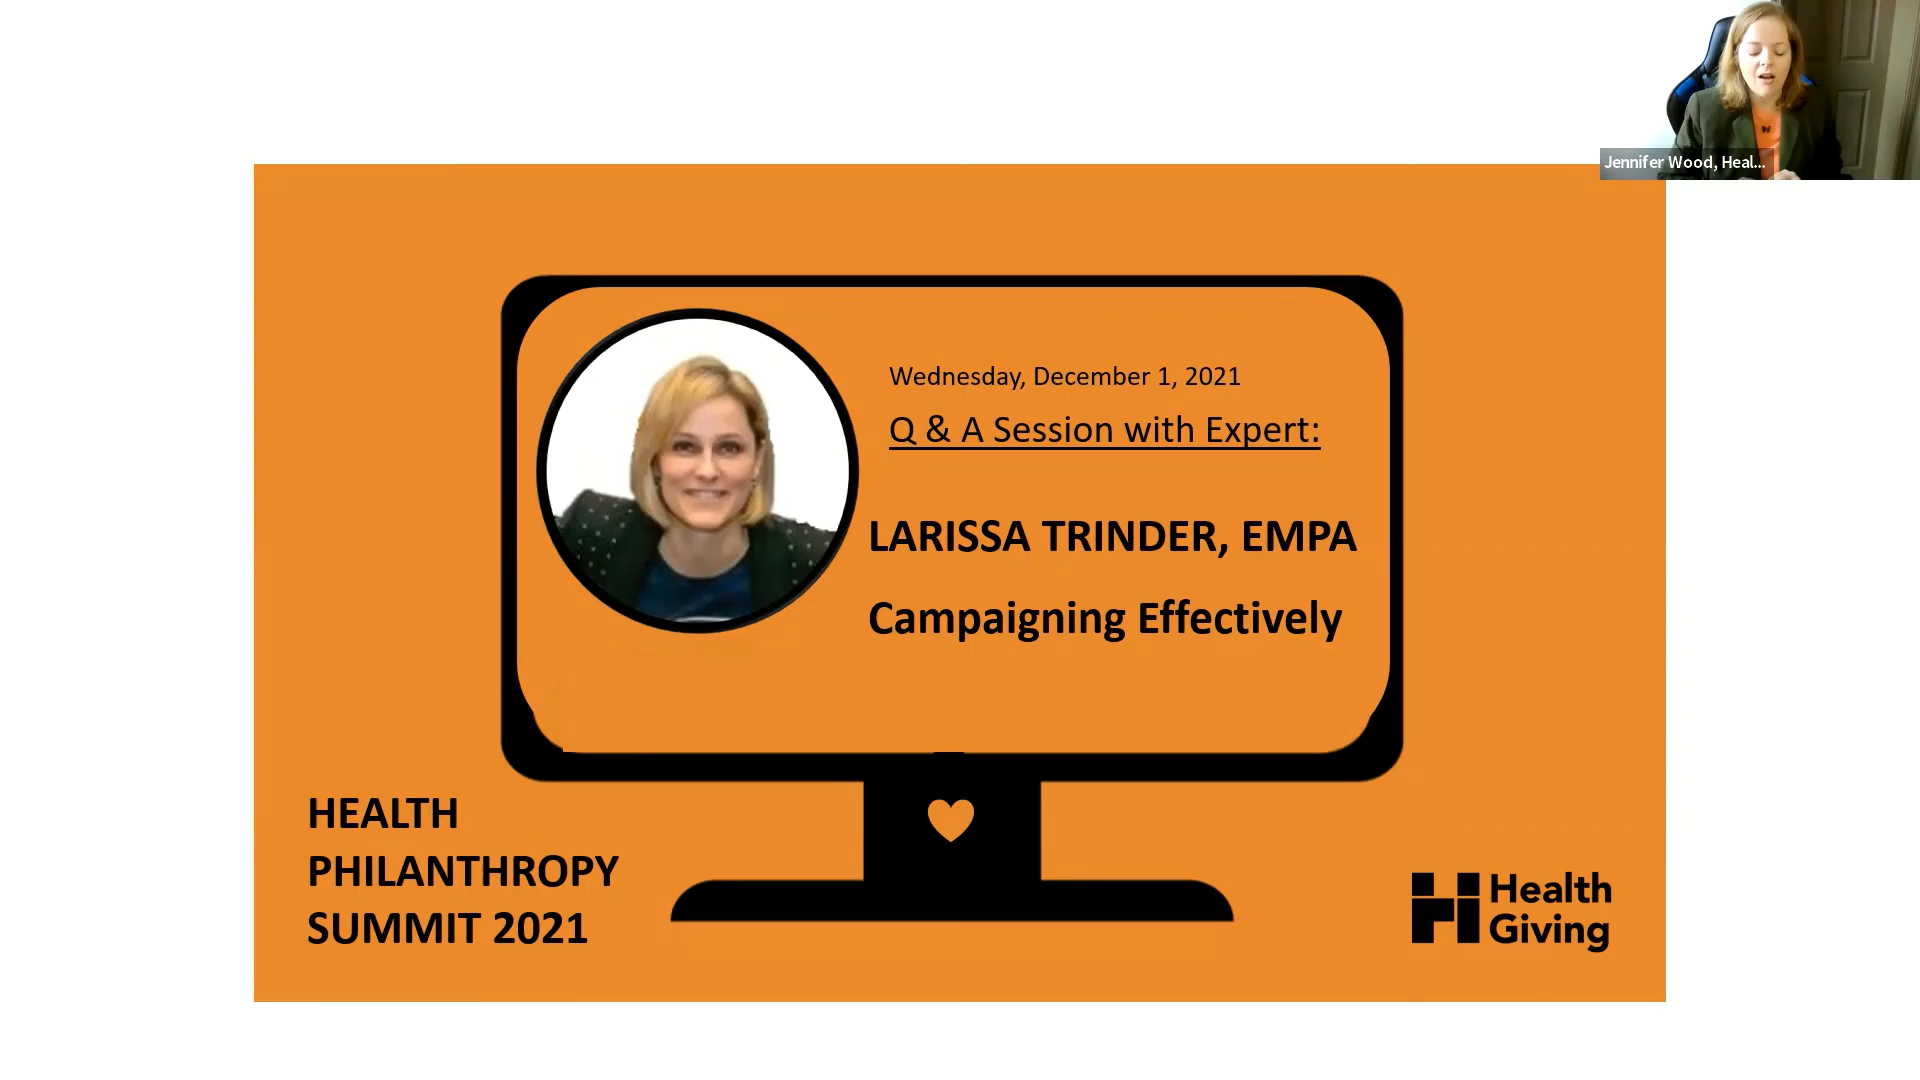 Jennifer Wood, Heal...
Wednesday, December 1, 2021
Q & A Session with Expert:
LARISSA TRINDER, EMPA
Campaigning Effectively
HEALTH
PHILANTHROPY
SUMMIT 2021
Health
Giving